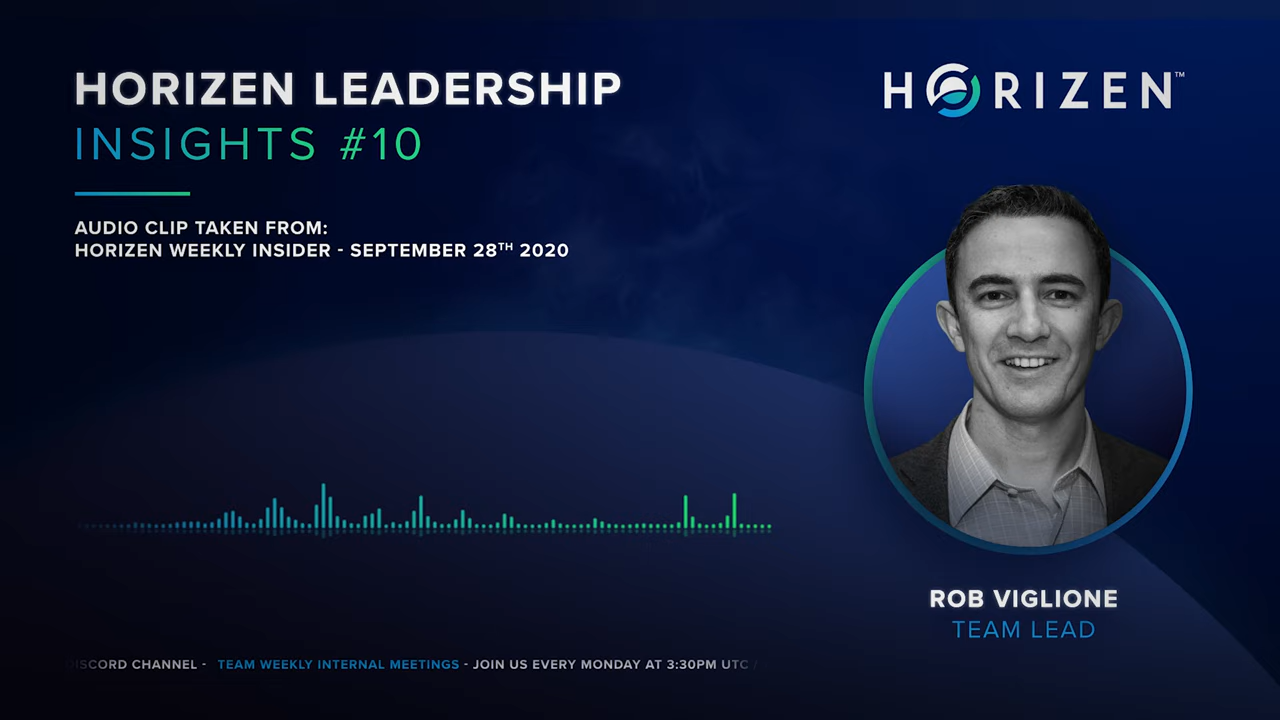 HORIZEN LEADERSHIP
INSIGHTS #10
AUDIO CLIP TAKEN FROM:
HORIZEN WEEKLY INSIDER - SEPTEMBER 28TH 2020
HORIZEN™
ROB VIGLIONE
TEAM LEAD
DISCORD CHANNEL - TEAM WEEKLY INTERNAL MEETINGS - JOIN US EVERY MONDAY AT 3:30PM UTC /